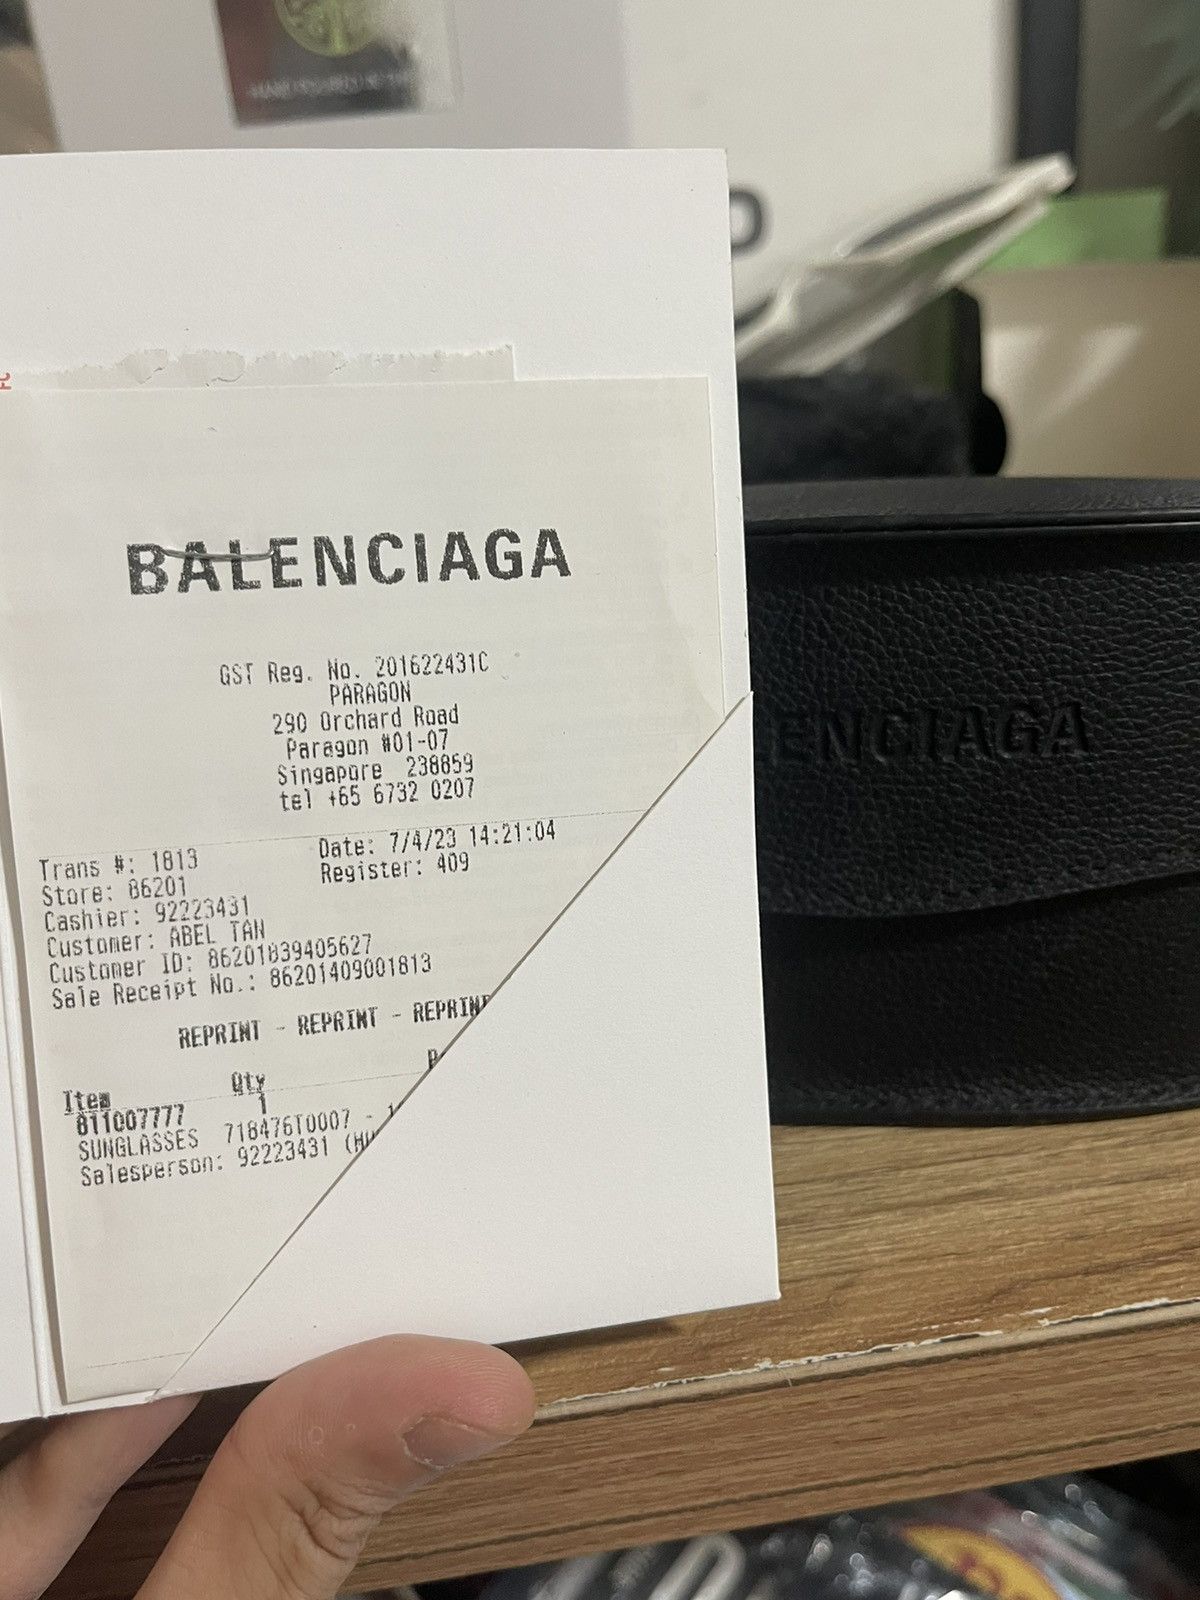 BALENCIAGA
GST Reg. No. 201622431C
PARAGON
290 Orchard Road
Paragon #01-07
Singapore 238859
tel +65 6732 0207
Trans #: 1813 Date: 7/4/23 14:21:04
Store: 86201 Register: 409
Cashier: 92223431
Customer: ABEL TAN
Customer ID: 86201839405627
Sale Receipt No.: 86201409001813
REPRINT - REPRINT - REPRINT
Item Qty
811007777 1
SUNGLASSES 718476T0007 -
Salesperson: 92223431
ENCIAGA